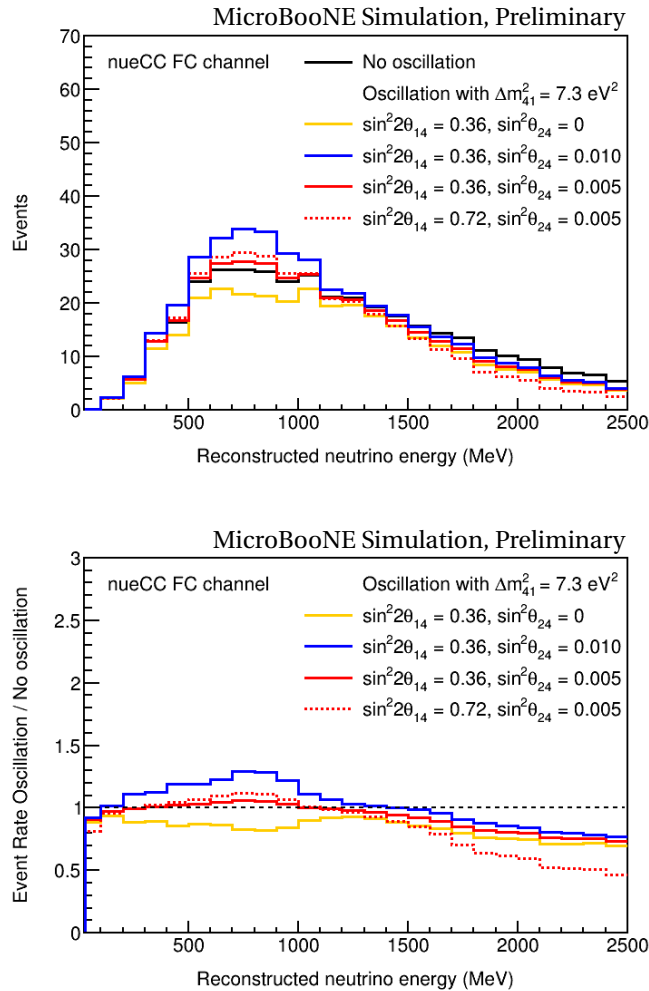 MicroBooNE Simulation, Preliminary
70
60
50
40
30
20
10
0
Events
nueCC FC channel
No oscillation
Oscillation with Δm²₄₁ = 7.3 eV²
sin²2θ₁₄ = 0.36, sin²θ₂₄ = 0
sin²2θ₁₄ = 0.36, sin²θ₂₄ = 0.010
sin²2θ₁₄ = 0.36, sin²θ₂₄ = 0.005
sin²2θ₁₄ = 0.72, sin²θ₂₄ = 0.005
500 1000 1500 2000 2500
Reconstructed neutrino energy (MeV)
MicroBooNE Simulation, Preliminary
3
2.5
2
1.5
1
0.5
0
Event Rate Oscillation / No oscillation
nueCC FC channel
Oscillation with Δm²₄₁ = 7.3 eV²
sin²2θ₁₄ = 0.36, sin²θ₂₄ = 0
sin²2θ₁₄ = 0.36, sin²θ₂₄ = 0.010
sin²2θ₁₄ = 0.36, sin²θ₂₄ = 0.005
sin²2θ₁₄ = 0.72, sin²θ₂₄ = 0.005
500 1000 1500 2000 2500
Reconstructed neutrino energy (MeV)